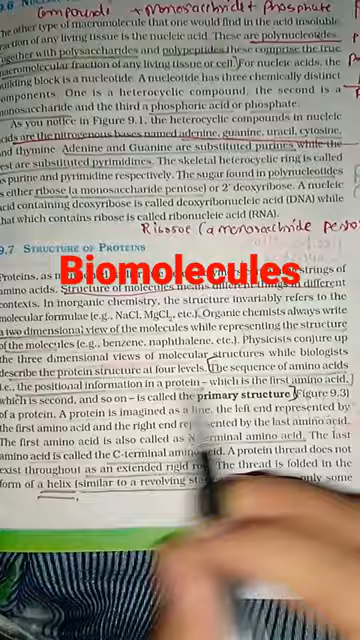 9.6
Compounds + monosaccharide + Phosphate
The other type of macromolecule that one would find in the acid insoluble
fraction of any living tissue is the nucleic acid. These are polynucleotides.
Together with polysaccharides and polypeptides these comprise the true
macromolecular fraction of any living tissue or cell. For nucleic acids, the
building block is a nucleotide. A nucleotide has three chemically distinct
components. One is a heterocyclic compound, the second is a
monosaccharide and the third a phosphoric acid or phosphate.
As you notice in Figure 9.1, the heterocyclic compounds in nucleic
acids are the nitrogenous bases named adenine, guanine, uracil, cytosine,
and thymine. Adenine and Guanine are substituted purines while the
rest are substituted pyrimidines. The skeletal heterocyclic ring is called
as purine and pyrimidine respectively. The sugar found in polynucleotides
is either ribose (a monosaccharide pentose) or 2' deoxyribose. A nucleic
acid containing deoxyribose is called deoxyribonucleic acid (DNA) while
that which contains ribose is called ribonucleic acid (RNA).
Ribose (a monosaccharide
9.7 STRUCTURE OF PROTEINS
Proteins, as strings of
Biomolecules
amino acids. Structure of molecules means different things in different
contexts. In inorganic chemistry, the structure invariably refers to the
molecular formulae (e.g., NaCl, MgCl2, etc.). Organic chemists always write
a two dimensional view of the molecules while representing the structure
of the molecules (e.g., benzene, naphthalene, etc.). Physicists conjure up
the three dimensional views of molecular structures while biologists
describe the protein structure at four levels. The sequence of amino acids
i.e., the positional information in a protein – which is the first amino acid,
which is second, and so on – is called the primary structure (Figure 9.3)
of a protein. A protein is imagined as a line, the left end represented by
the first amino acid and the right end represented by the last amino acid.
The first amino acid is also called as N-terminal amino acid. The last
amino acid is called the C-terminal amino acid. A protein thread does not
exist throughout as an extended rigid rod. The thread is folded in the
form of a helix (similar to a revolving only some